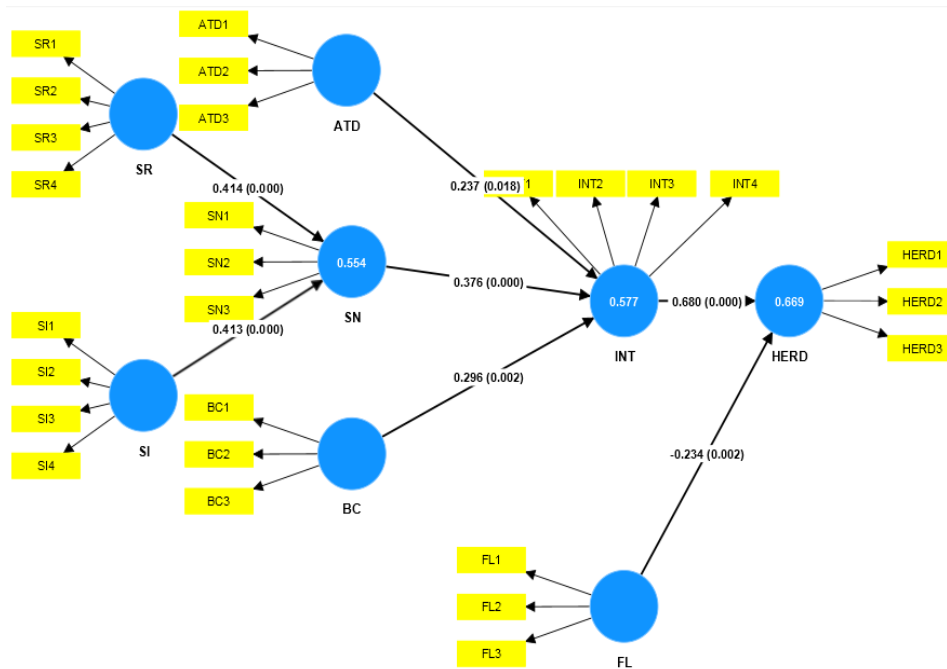 SR1
SR2
SR3
SR4
SR
ATD1
ATD2
ATD3
ATD
0.414 (0.000)
0.237 (0.018)
SN1
SN2
SN3
0.554
SN
0.413 (0.000)
0.376 (0.000)
1
INT2
INT3
INT4
0.577
INT
0.680 (0.000)
0.669
HERD
HERD1
HERD2
HERD3
SI1
SI2
SI3
SI4
SI
0.296 (0.002)
BC1
BC2
BC3
BC
-0.234 (0.002)
FL1
FL2
FL3
FL